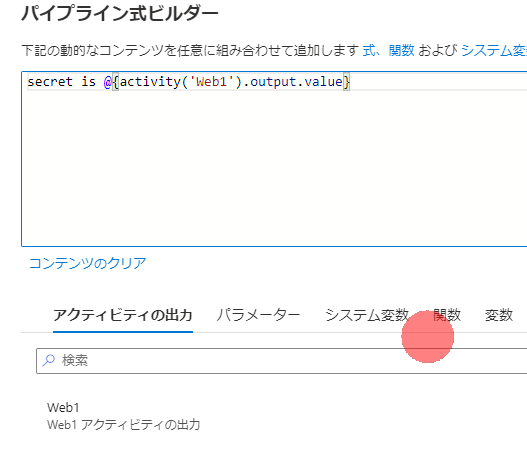 パイプライン式ビルダー
下記の動的なコンテンツを任意に組み合わせて追加します 式、関数 および システム変
secret is @{activity('Web1').output.value}
コンテンツのクリア
アクティビティの出力 パラメーター システム変数 関数 変数
検索
Web1
Web1 アクティビティの出力